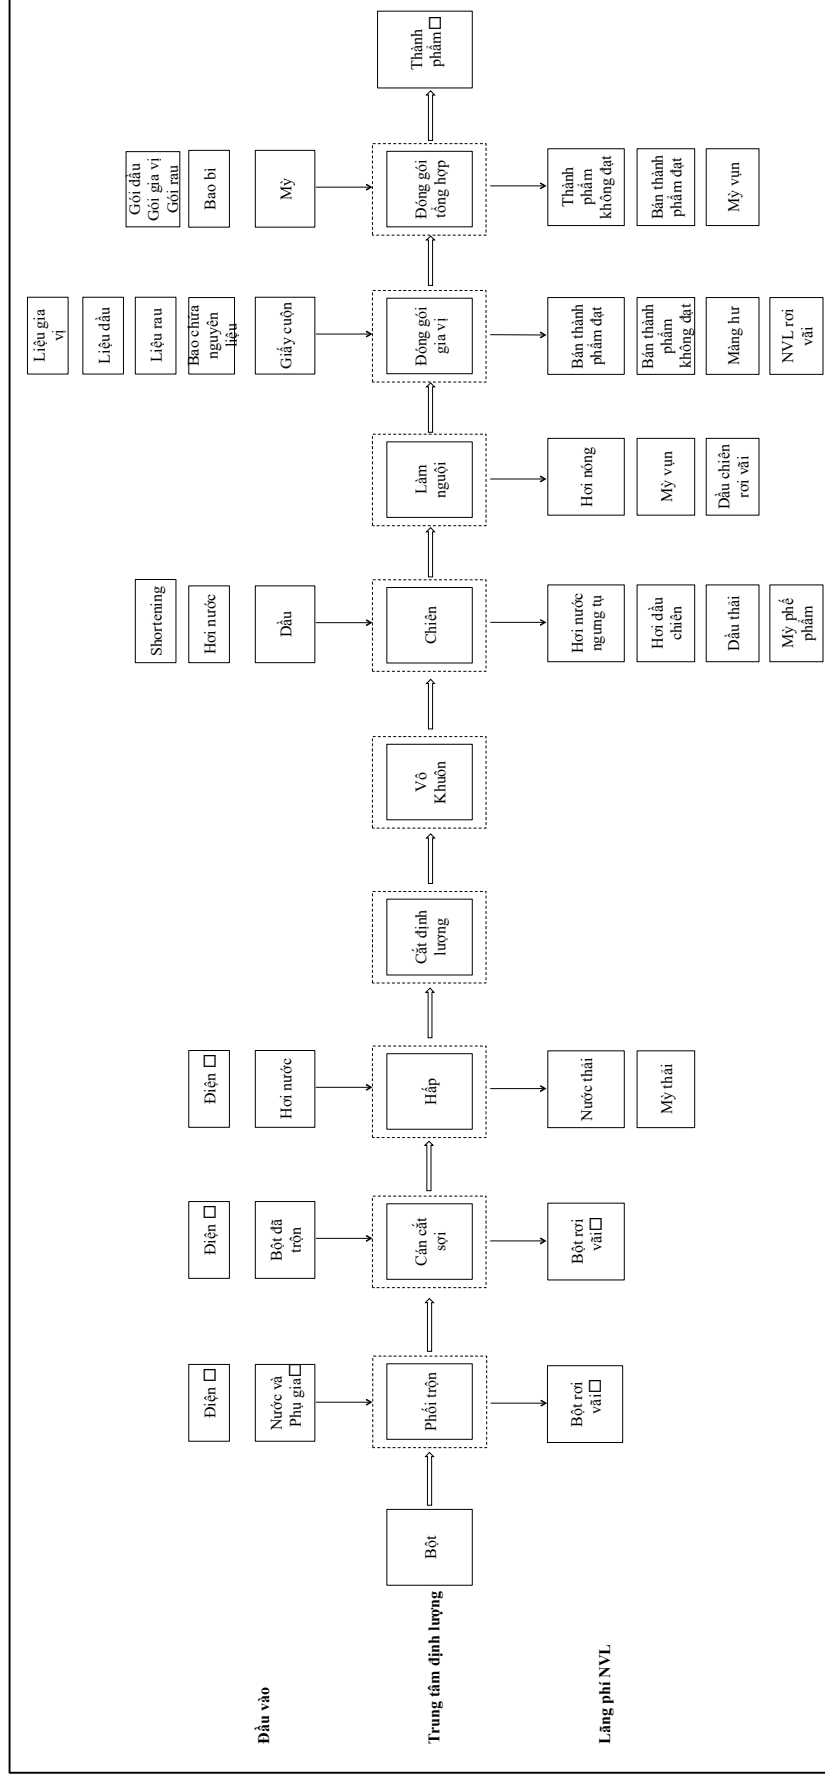 Đầu vào
Điện
Nước và
Phụ gia
Điện
Bột đã
trộn
Điện
Hơi nước
Shortening
Hơi nước
Dầu
Liệu gia
vị
Liệu dầu
Liệu rau
Bao chứa
nguyên
liệu
Giấy cuộn
Gói dầu
Gói gia vị
Gói rau
Bao bì
Mỳ
Trung tâm định lượng
Bột
Phối trộn
Cán cắt
sợi
Hấp
Cắt định
lượng
Vô
Khuôn
Chiên
Làm
nguội
Đóng gói
gia vị
Đóng gói
tổng hợp
Thành
phẩm
Lãng phí NVL
Bột rơi
vãi
Bột rơi
vãi
Nước thải
Mỳ thải
Hơi nước
ngưng tụ
Hơi dầu
chiên
Dầu thải
Mỳ phế
phẩm
Hơi nóng
Mỳ vụn
Dầu chiên
rơi vãi
Bán thành
phẩm đạt
Bán thành
phẩm
không đạt
Màng hư
NVL rơi
vãi
Thành
phẩm
không đạt
Bán thành
phẩm đạt
Mỳ vụn